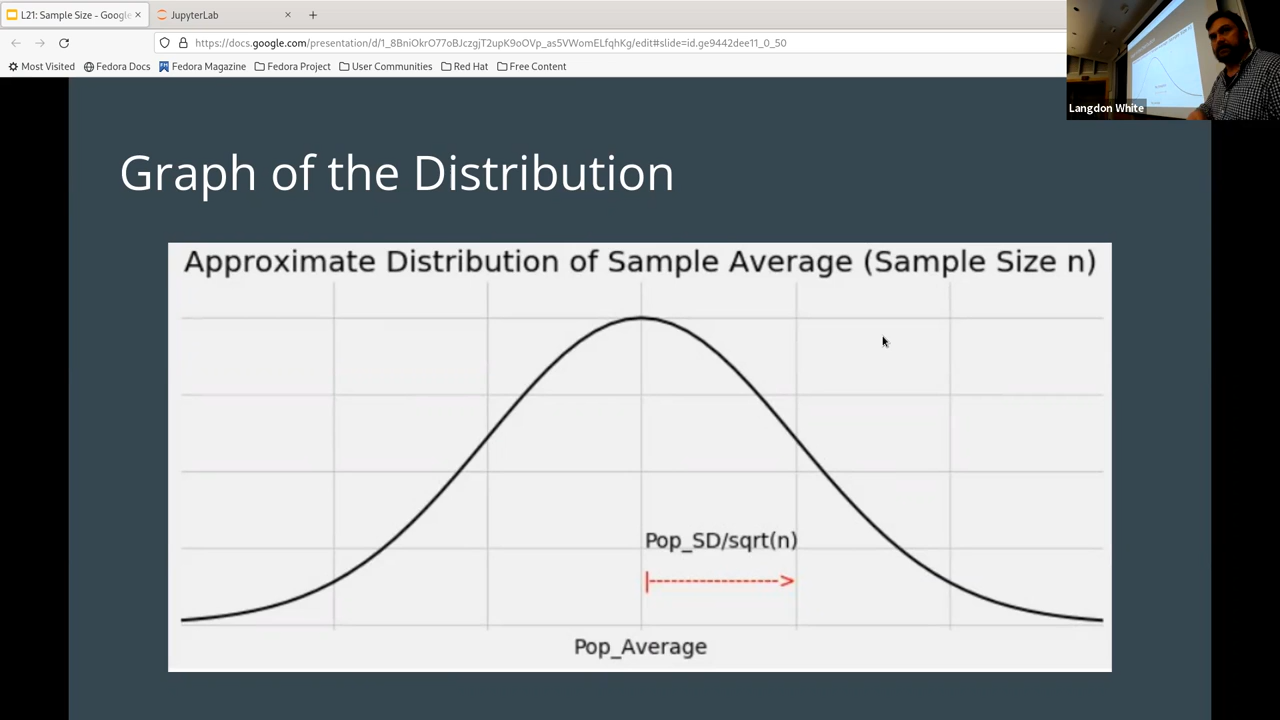 L21: Sample Size - Google
JupyterLab
https://docs.google.com/presentation/d/1_8BniOkrO77oBJczgjT2upK9oOVp_as5VWomELfqhKg/edit#slide=id.ge9442dee11_0_50
Most Visited Fedora Docs Fedora Magazine Fedora Project User Communities Red Hat Free Content
Langdon White
Graph of the Distribution
Approximate Distribution of Sample Average (Sample Size n)
Pop_SD/sqrt(n)
Pop_Average